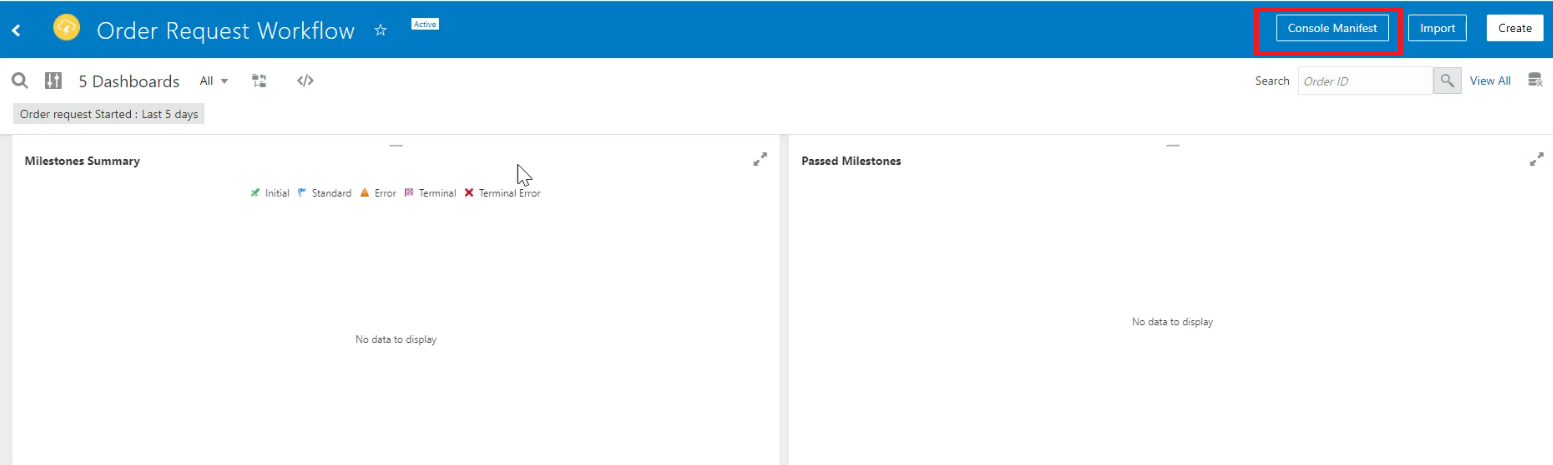 Order Request Workflow
Active
Console Manifest
Import
Create
5 Dashboards
All
</>
Search
Order ID
View All
Order request Started : Last 5 days
Milestones Summary
Initial Standard Error Terminal Terminal Error
No data to display
Passed Milestones
No data to display